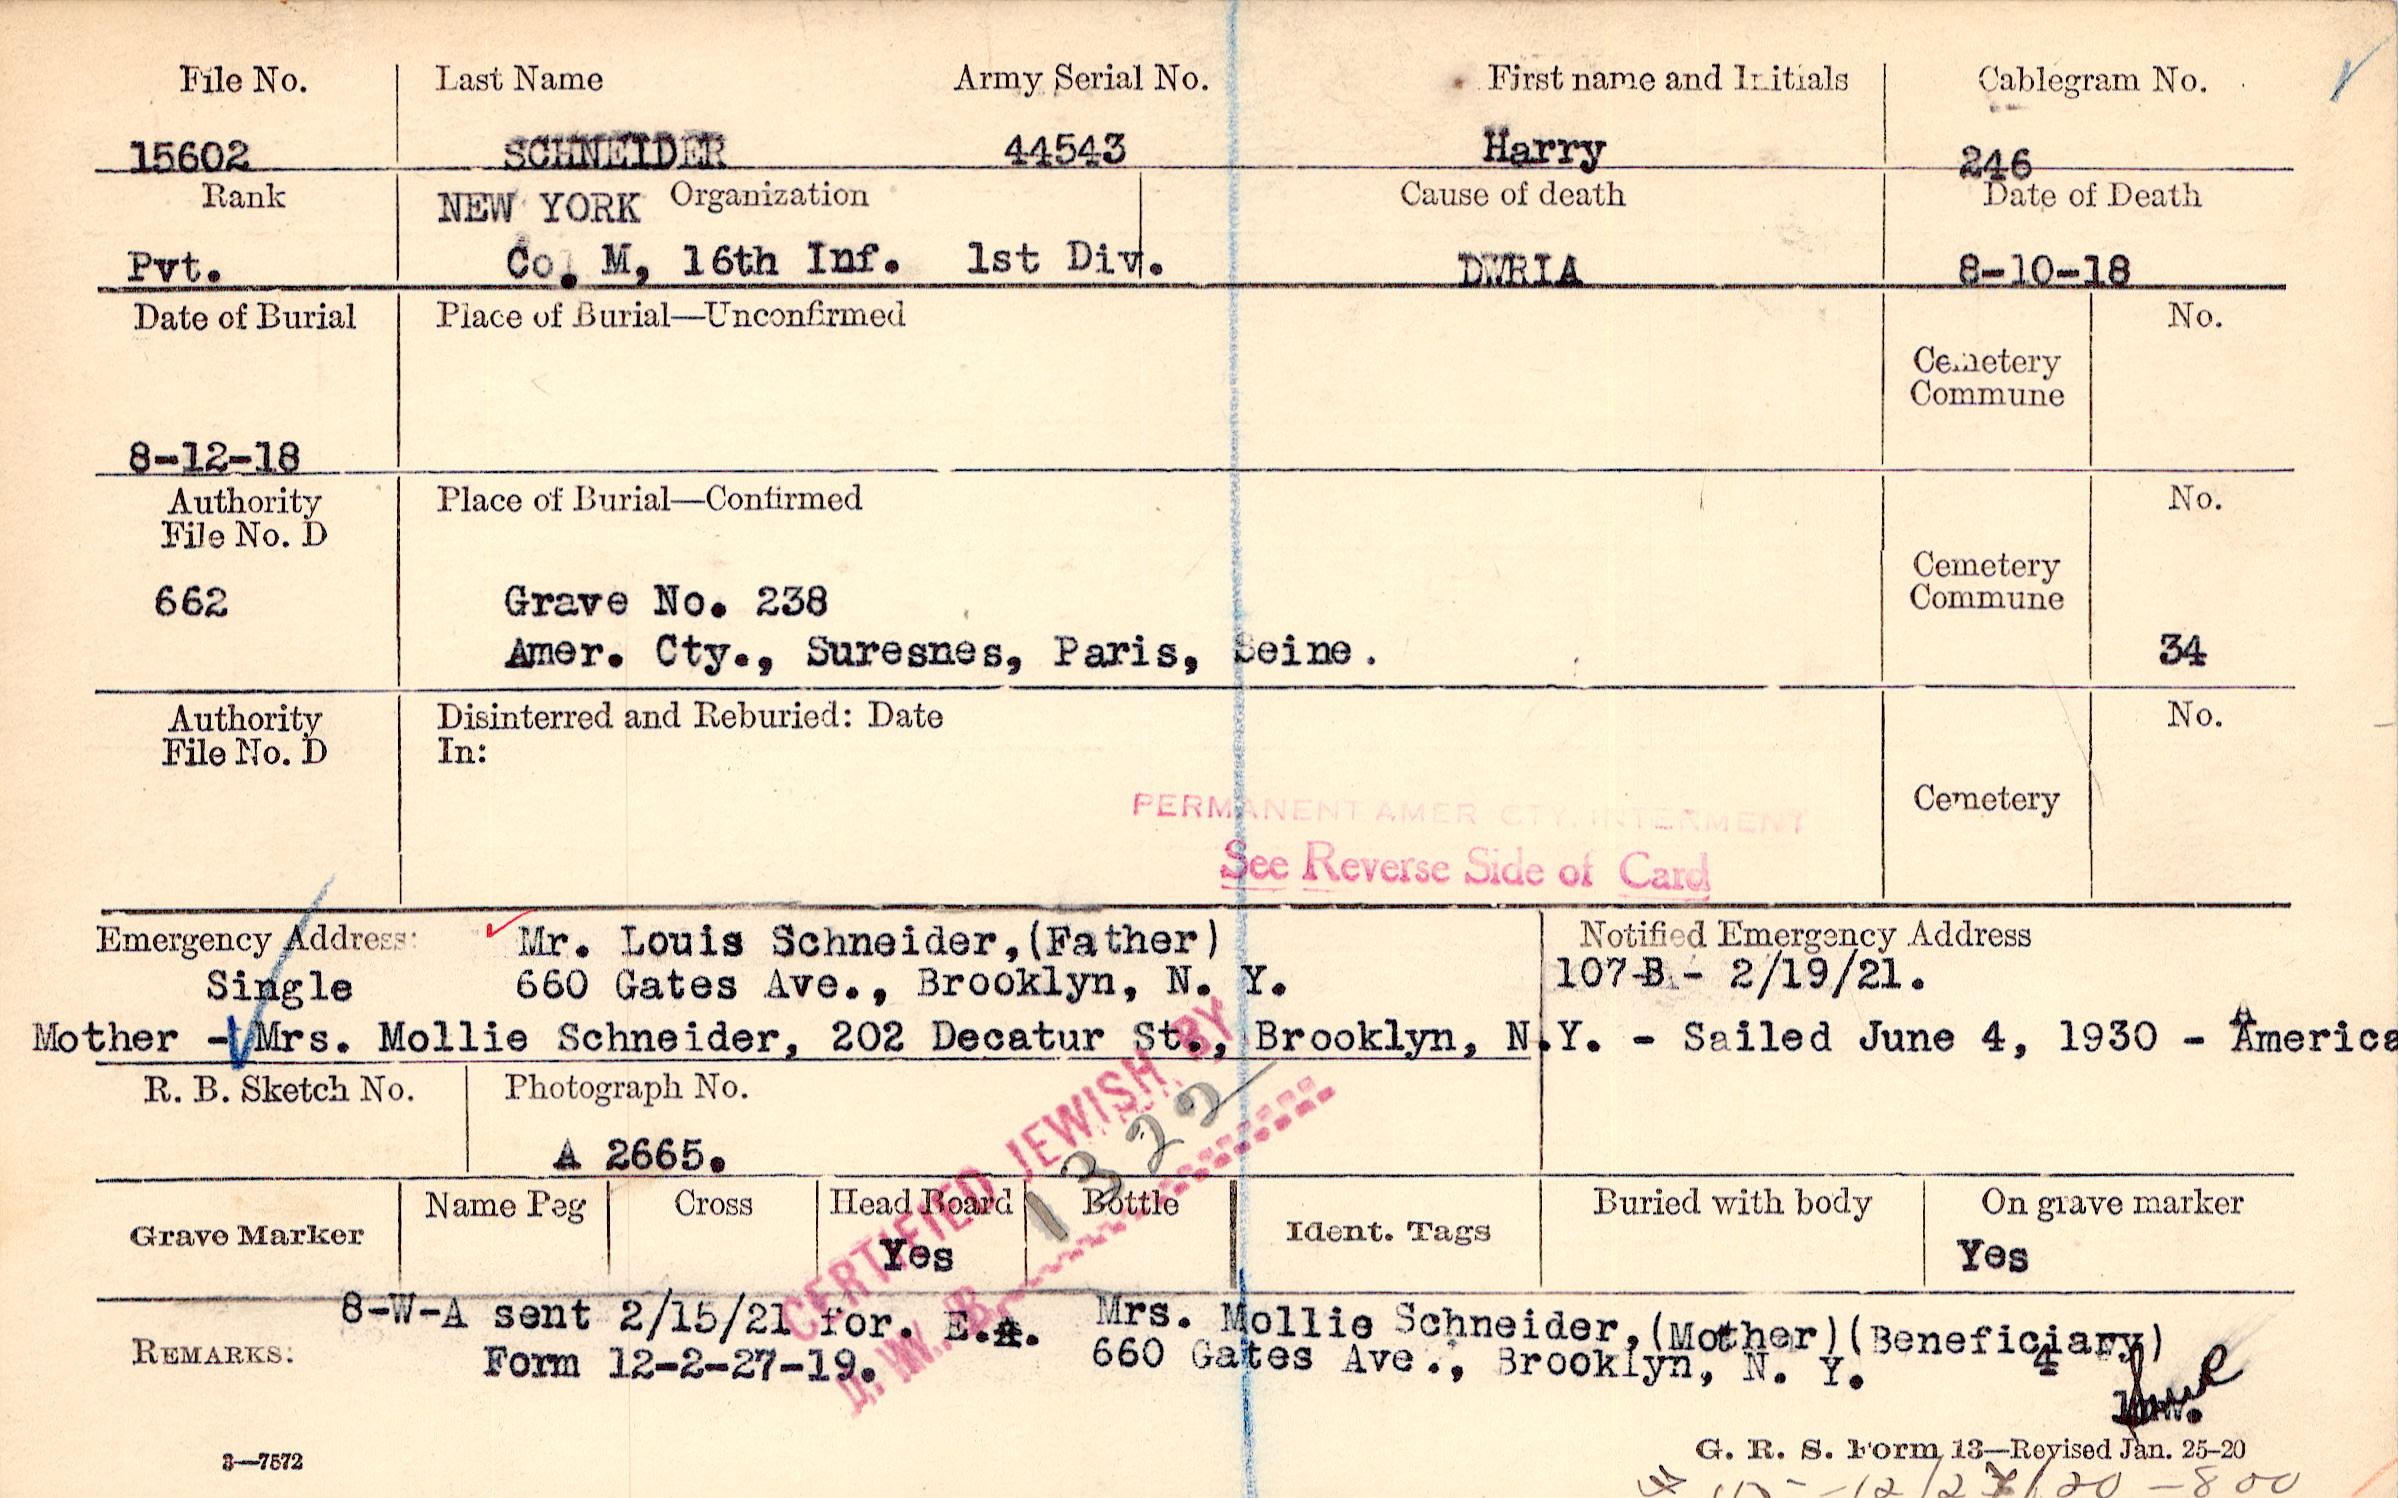 File No. Last Name Army Serial No. First name and Initials Cablegram No.
15602 SCHNEIDER 44543 Harry 246
Rank NEW YORK Organization Cause of death Date of Death
Pvt. Co. M, 16th Inf. 1st Div. DWRIA 8-10-18
Date of Burial Place of Burial—Unconfirmed No.
Cemetery
Commune
8-12-18
Authority Place of Burial—Confirmed No.
File No. D
Cemetery
662 Grave No. 238 Commune
Amer. Cty., Suresnes, Paris, Seine. 34
Authority Disinterred and Reburied: Date No.
File No. D In:
Cemetery
PERMANENT AMER CTY. INTERMENT
See Reverse Side of Card
Emergency Address: Mr. Louis Schneider,(Father) Notified Emergency Address
Single 660 Gates Ave., Brooklyn, N. Y. 107-B.- 2/19/21.
Mother - Mrs. Mollie Schneider, 202 Decatur St., Brooklyn, N.Y. - Sailed June 4, 1930 - America
R. B. Sketch No. Photograph No.
A 2665.
CERTIFIED JEWISH BY
J. W. B. 1322
Grave Marker Name Peg Cross Head Board Bottle Ident. Tags Buried with body On grave marker
Yes Yes
8-W-A sent 2/15/21 for. E.A. Mrs. Mollie Schneider,(Mother)(Beneficiary)
REMARKS: Form 12-2-27-19. 660 Gates Ave., Brooklyn, N. Y. 4
3—7572 G. R. S. Form 13—Revised Jan. 25-20